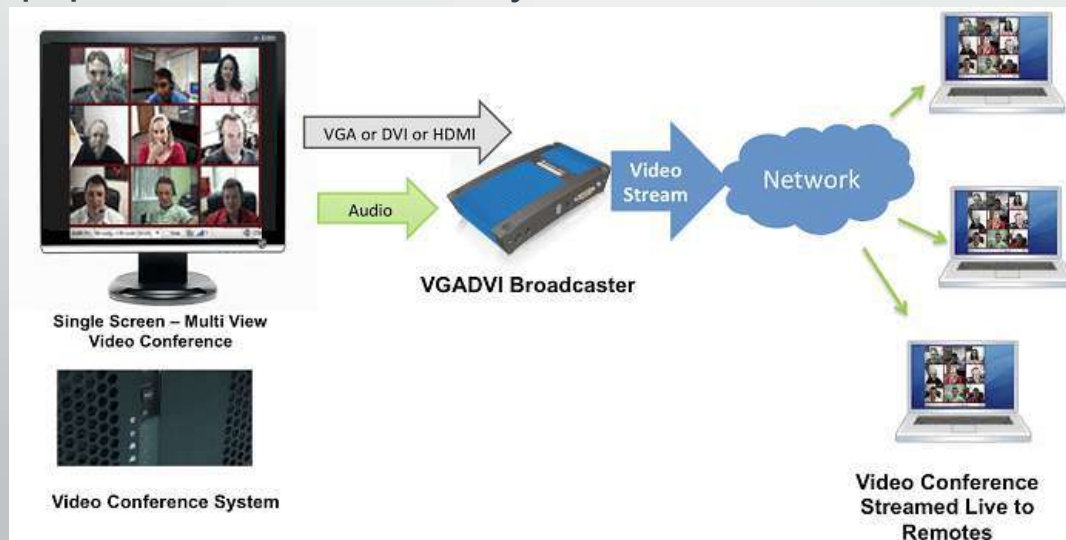 VGA or DVI or HDMI
Audio
Video
Stream
Network
VGADVI Broadcaster
Single Screen – Multi View
Video Conference
Video Conference System
Video Conference
Streamed Live to
Remotes